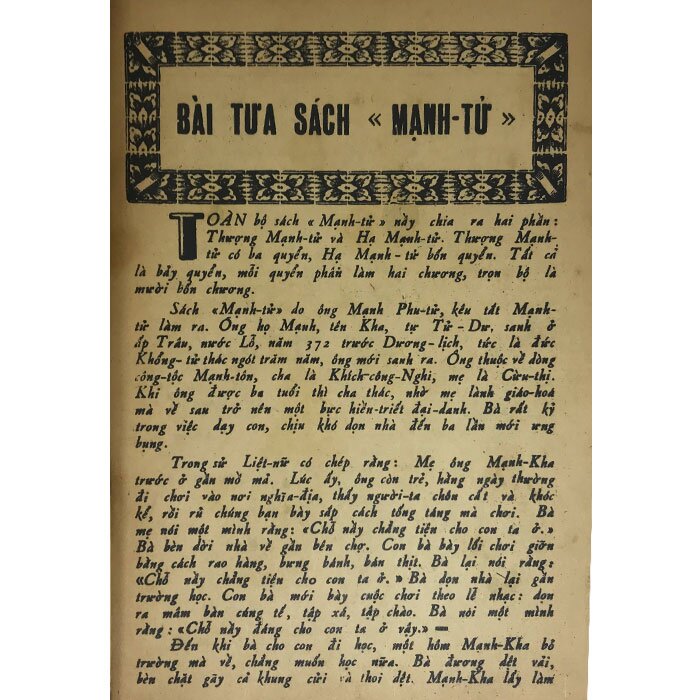 BÀI TỰA SÁCH « MẠNH-TỬ »
TOÀN bộ sách « Mạnh-tử » nầy chia ra hai phần:
Thượng Mạnh-tử và Hạ Mạnh-tử. Thượng Mạnh-
tử có ba quyển, Hạ Mạnh-tử bốn quyển. Tất cả
là bảy quyển, mỗi quyển phân làm hai chương, trọn bộ là
mười bốn chương.
Sách «Mạnh-tử» do ông Mạnh Phu-tử, kêu tắt Mạnh-
tử làm ra. Ông họ Mạnh, tên Kha, tự Tử-Dư, sanh ở
ấp Trâu, nước Lỗ, năm 372 trước Dương-lịch, tức là đức
Khổng-tử thác ngót trăm năm, ông mới sanh ra. Ông thuộc về dòng
công-tộc Mạnh-tôn, cha là Khích-công-Nghi, mẹ là Cừu-thị.
Khi ông được ba tuổi thì cha thác, nhờ mẹ lành giáo-hoá
mà về sau trở nên một bực hiền-triết đại-danh. Bà rất kỹ
trong việc dạy con, chịu khó dọn nhà đến ba lần mới ưng
bụng.
Trong sử Liệt-nữ có chép rằng: Mẹ ông Mạnh-Kha
trước ở gần mồ mả. Lúc ấy, ông còn trẻ, hằng ngày thường
đi chơi vào nơi nghĩa-địa, thấy người-ta chôn cất và khóc
kể, rồi rủ chúng bạn bày sắp cách tống táng mà chơi. Bà
mẹ nói một mình rằng: «Chỗ nầy chẳng tiện cho con ta ở.»
Bà bèn dời nhà về gần bên chợ. Con bà bày lối chơi giỡn
bằng cách rao hàng, bưng bánh, bán thịt. Bà lại nói rằng:
«Chỗ nầy chẳng tiện cho con ta ở.» Bà dọn nhà lại gần
trường học. Con bà mới bày cuộc chơi theo lễ nhạc: dọn
ra mâm bàn cúng tế, tập xá, tập chào. Bà nói một mình
rằng: «Chỗ nầy đáng cho con ta ở vậy.» —
Đến khi bà cho con đi học, một hôm Mạnh-Kha bỏ
trường mà về, chẳng muốn học nữa. Bà đương dệt vải,
bèn chặt gãy cả khung cửi và thoi dệt. Mạnh-Kha lấy làm